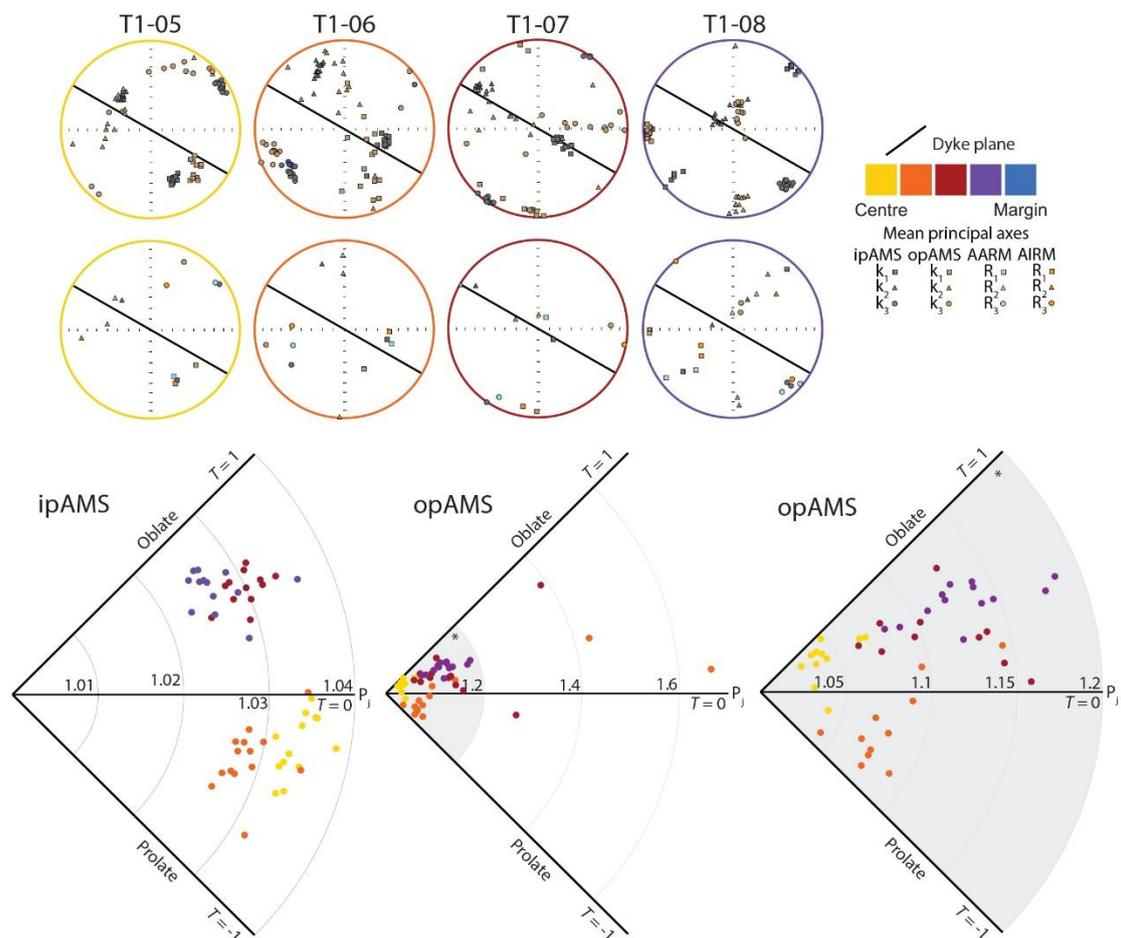 T1-05 T1-06 T1-07 T1-08
Dyke plane
Centre Margin
Mean principal axes
ipAMS opAMS AARM AIRM
k1 k1 R1 R1
k2 k2 R2 R2
k3 k3 R3 R3
ipAMS
Oblate
T = 1
1.01 1.02 1.03 1.04 Pj
T = 0
Prolate
T = -1
opAMS
Oblate
T = 1
*
1.2 1.4 1.6 Pj
T = 0
Prolate
T = -1
opAMS
Oblate
T = 1
*
1.05 1.1 1.15 1.2 Pj
T = 0
Prolate
T = -1